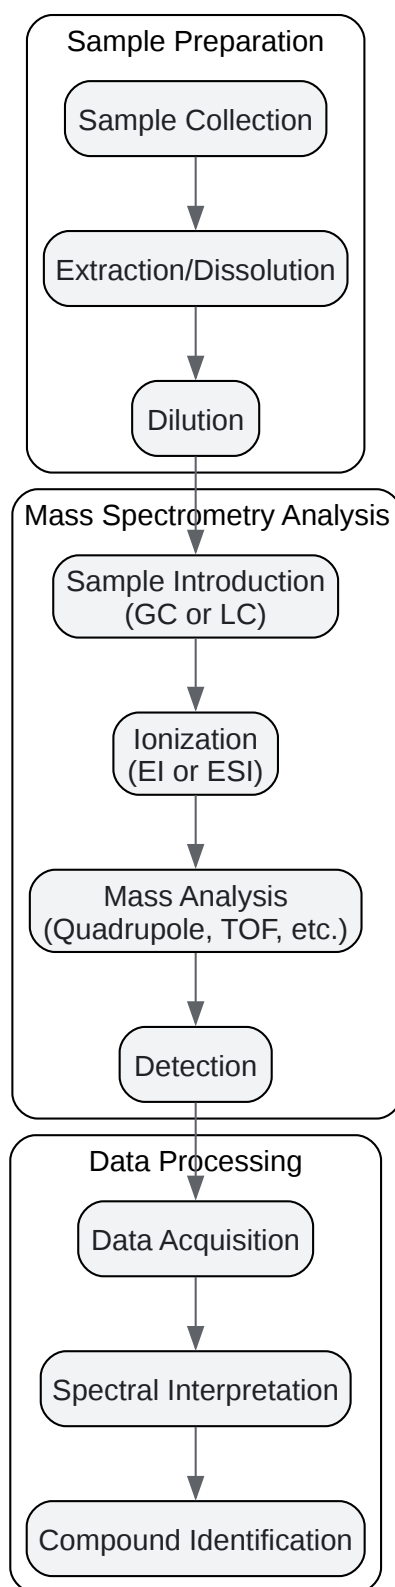 Sample Preparation
Sample Collection
Extraction/Dissolution
Dilution
Mass Spectrometry Analysis
Sample Introduction
(GC or LC)
Ionization
(EI or ESI)
Mass Analysis
(Quadrupole, TOF, etc.)
Detection
Data Processing
Data Acquisition
Spectral Interpretation
Compound Identification